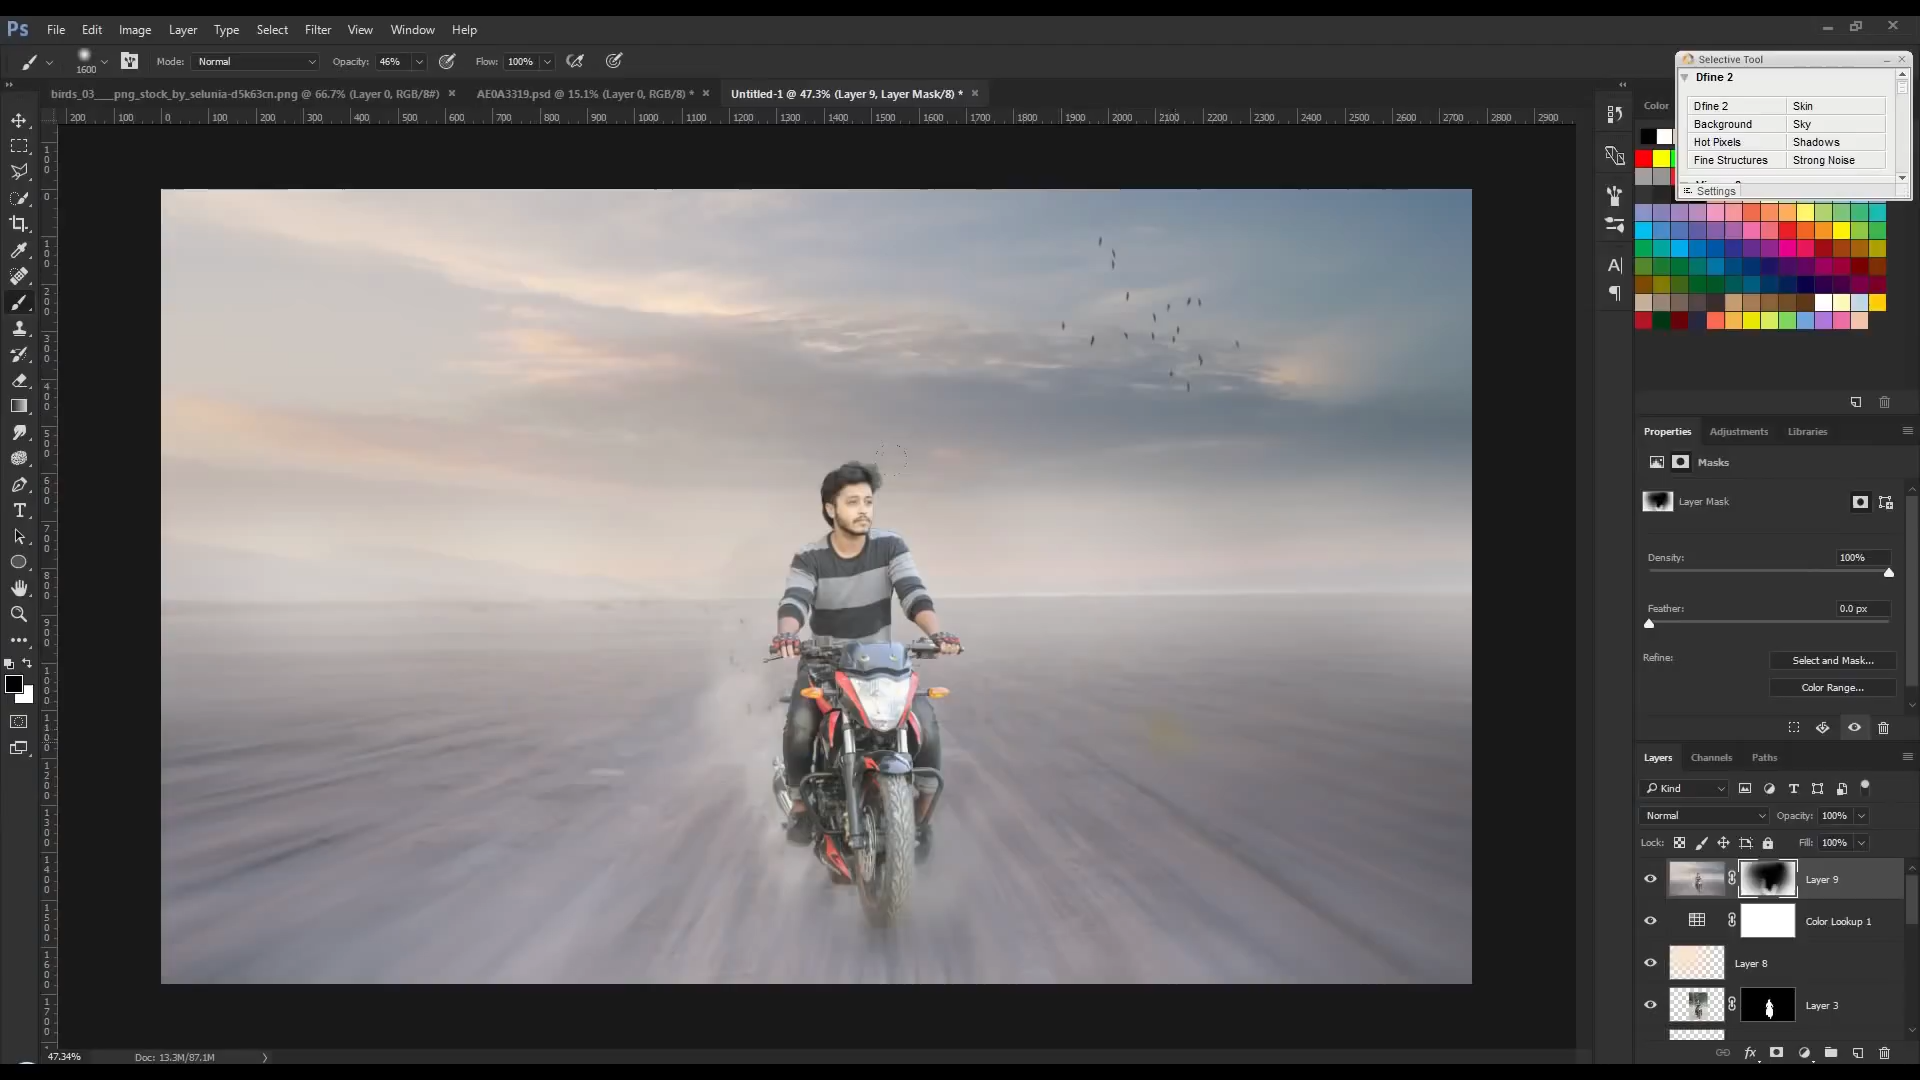 Ps File Edit Image Layer Type Select Filter View Window Help
1600 Mode: Normal Opacity: 46% Flow: 100%
Selective Tool
Dfine 2
Dfine 2 Skin
Background Sky
Hot Pixels Shadows
Fine Structures Strong Noise
Settings
birds_03___png_stock_by_selunia-d5k63cn.png @ 66.7% (Layer 0, RGB/8#) AE0A3319.psd @ 15.1% (Layer 0, RGB/8) * Untitled-1 @ 47.3% (Layer 9, Layer Mask/8) *
Color
200 100 0 100 200 300 400 500 600 700 800 900 1000 1100 1200 1300 1400 1500 1600 1700 1800 1900 2000 2100 2200 2300 2400 2500 2600 2700 2800 2900
Properties Adjustments Libraries
Masks
Layer Mask
Density: 100%
Feather: 0.0 px
Refine: Select and Mask...
Color Range...
Layers Channels Paths
Kind
Normal Opacity: 100%
Lock: Fill: 100%
Layer 9
Color Lookup 1
Layer 8
Layer 3
fx
47.34% Doc: 13.3M/87.1M